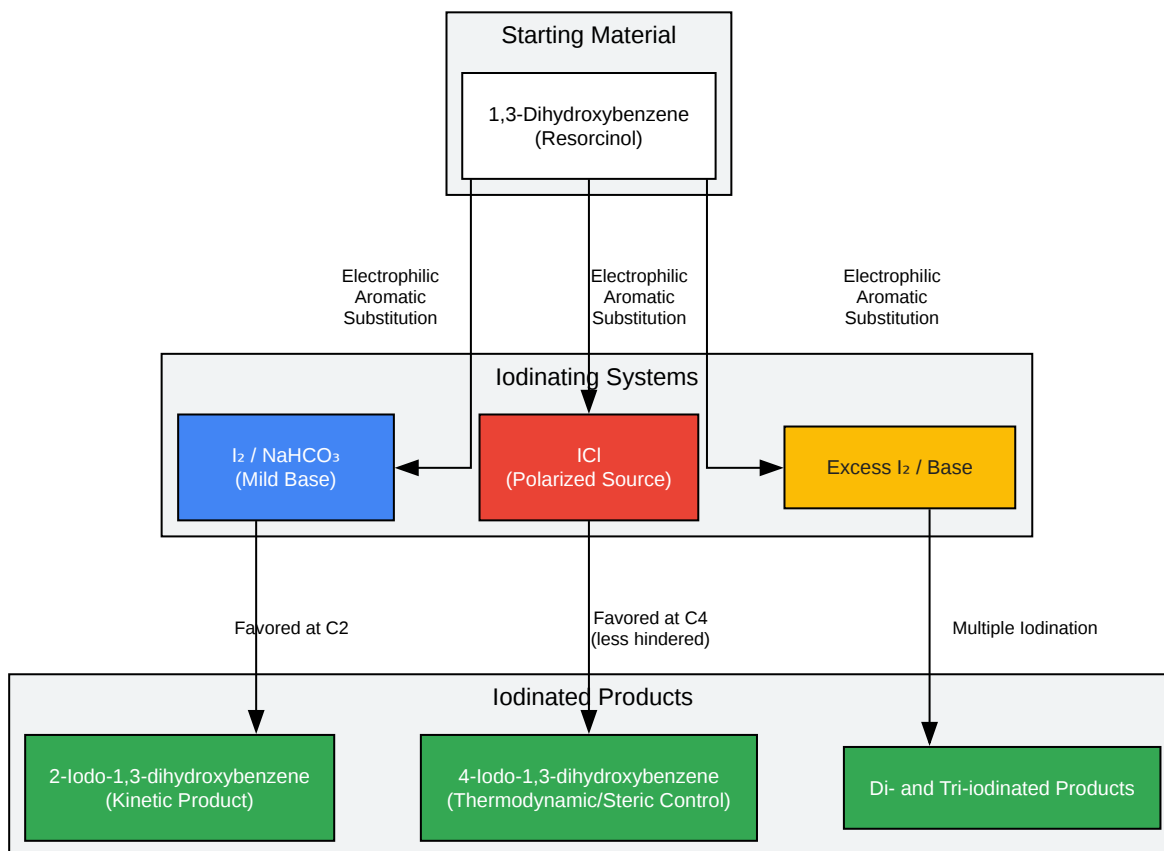 Starting Material
1,3-Dihydroxybenzene
(Resorcinol)
Electrophilic
Aromatic
Substitution
Electrophilic
Aromatic
Substitution
Electrophilic
Aromatic
Substitution
Iodinating Systems
I₂ / NaHCO₃
(Mild Base)
ICl
(Polarized Source)
Excess I₂ / Base
Favored at C2
Favored at C4
(less hindered)
Multiple Iodination
Iodinated Products
2-Iodo-1,3-dihydroxybenzene
(Kinetic Product)
4-Iodo-1,3-dihydroxybenzene
(Thermodynamic/Steric Control)
Di- and Tri-iodinated Products